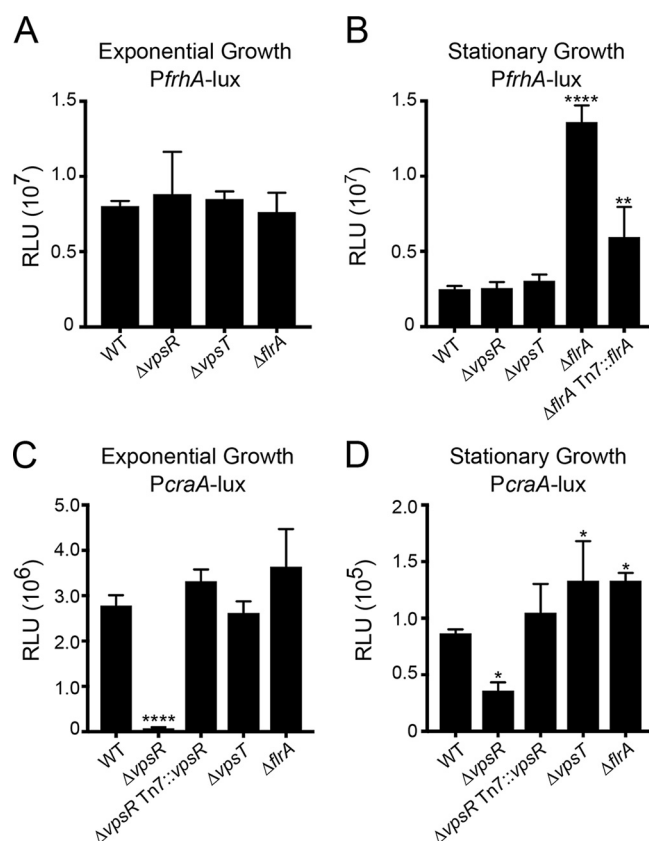 A
Exponential Growth
PfrhA-lux
RLU (10^7)
1.5
1.0
0.5
0
WT
ΔvpsR
ΔvpsT
ΔflrA
B
Stationary Growth
PfrhA-lux
RLU (10^7)
1.5
1.0
0.5
0
****
**
WT
ΔvpsR
ΔvpsT
ΔflrA
ΔflrA Tn7::flrA
C
Exponential Growth
PcraA-lux
RLU (10^6)
5.0
4.0
3.0
2.0
1.0
0
****
WT
ΔvpsR
ΔvpsR Tn7::vpsR
ΔvpsT
ΔflrA
D
Stationary Growth
PcraA-lux
RLU (10^5)
2.0
1.5
1.0
0.5
0
*
*
*
WT
ΔvpsR
ΔvpsR Tn7::vpsR
ΔvpsT
ΔflrA